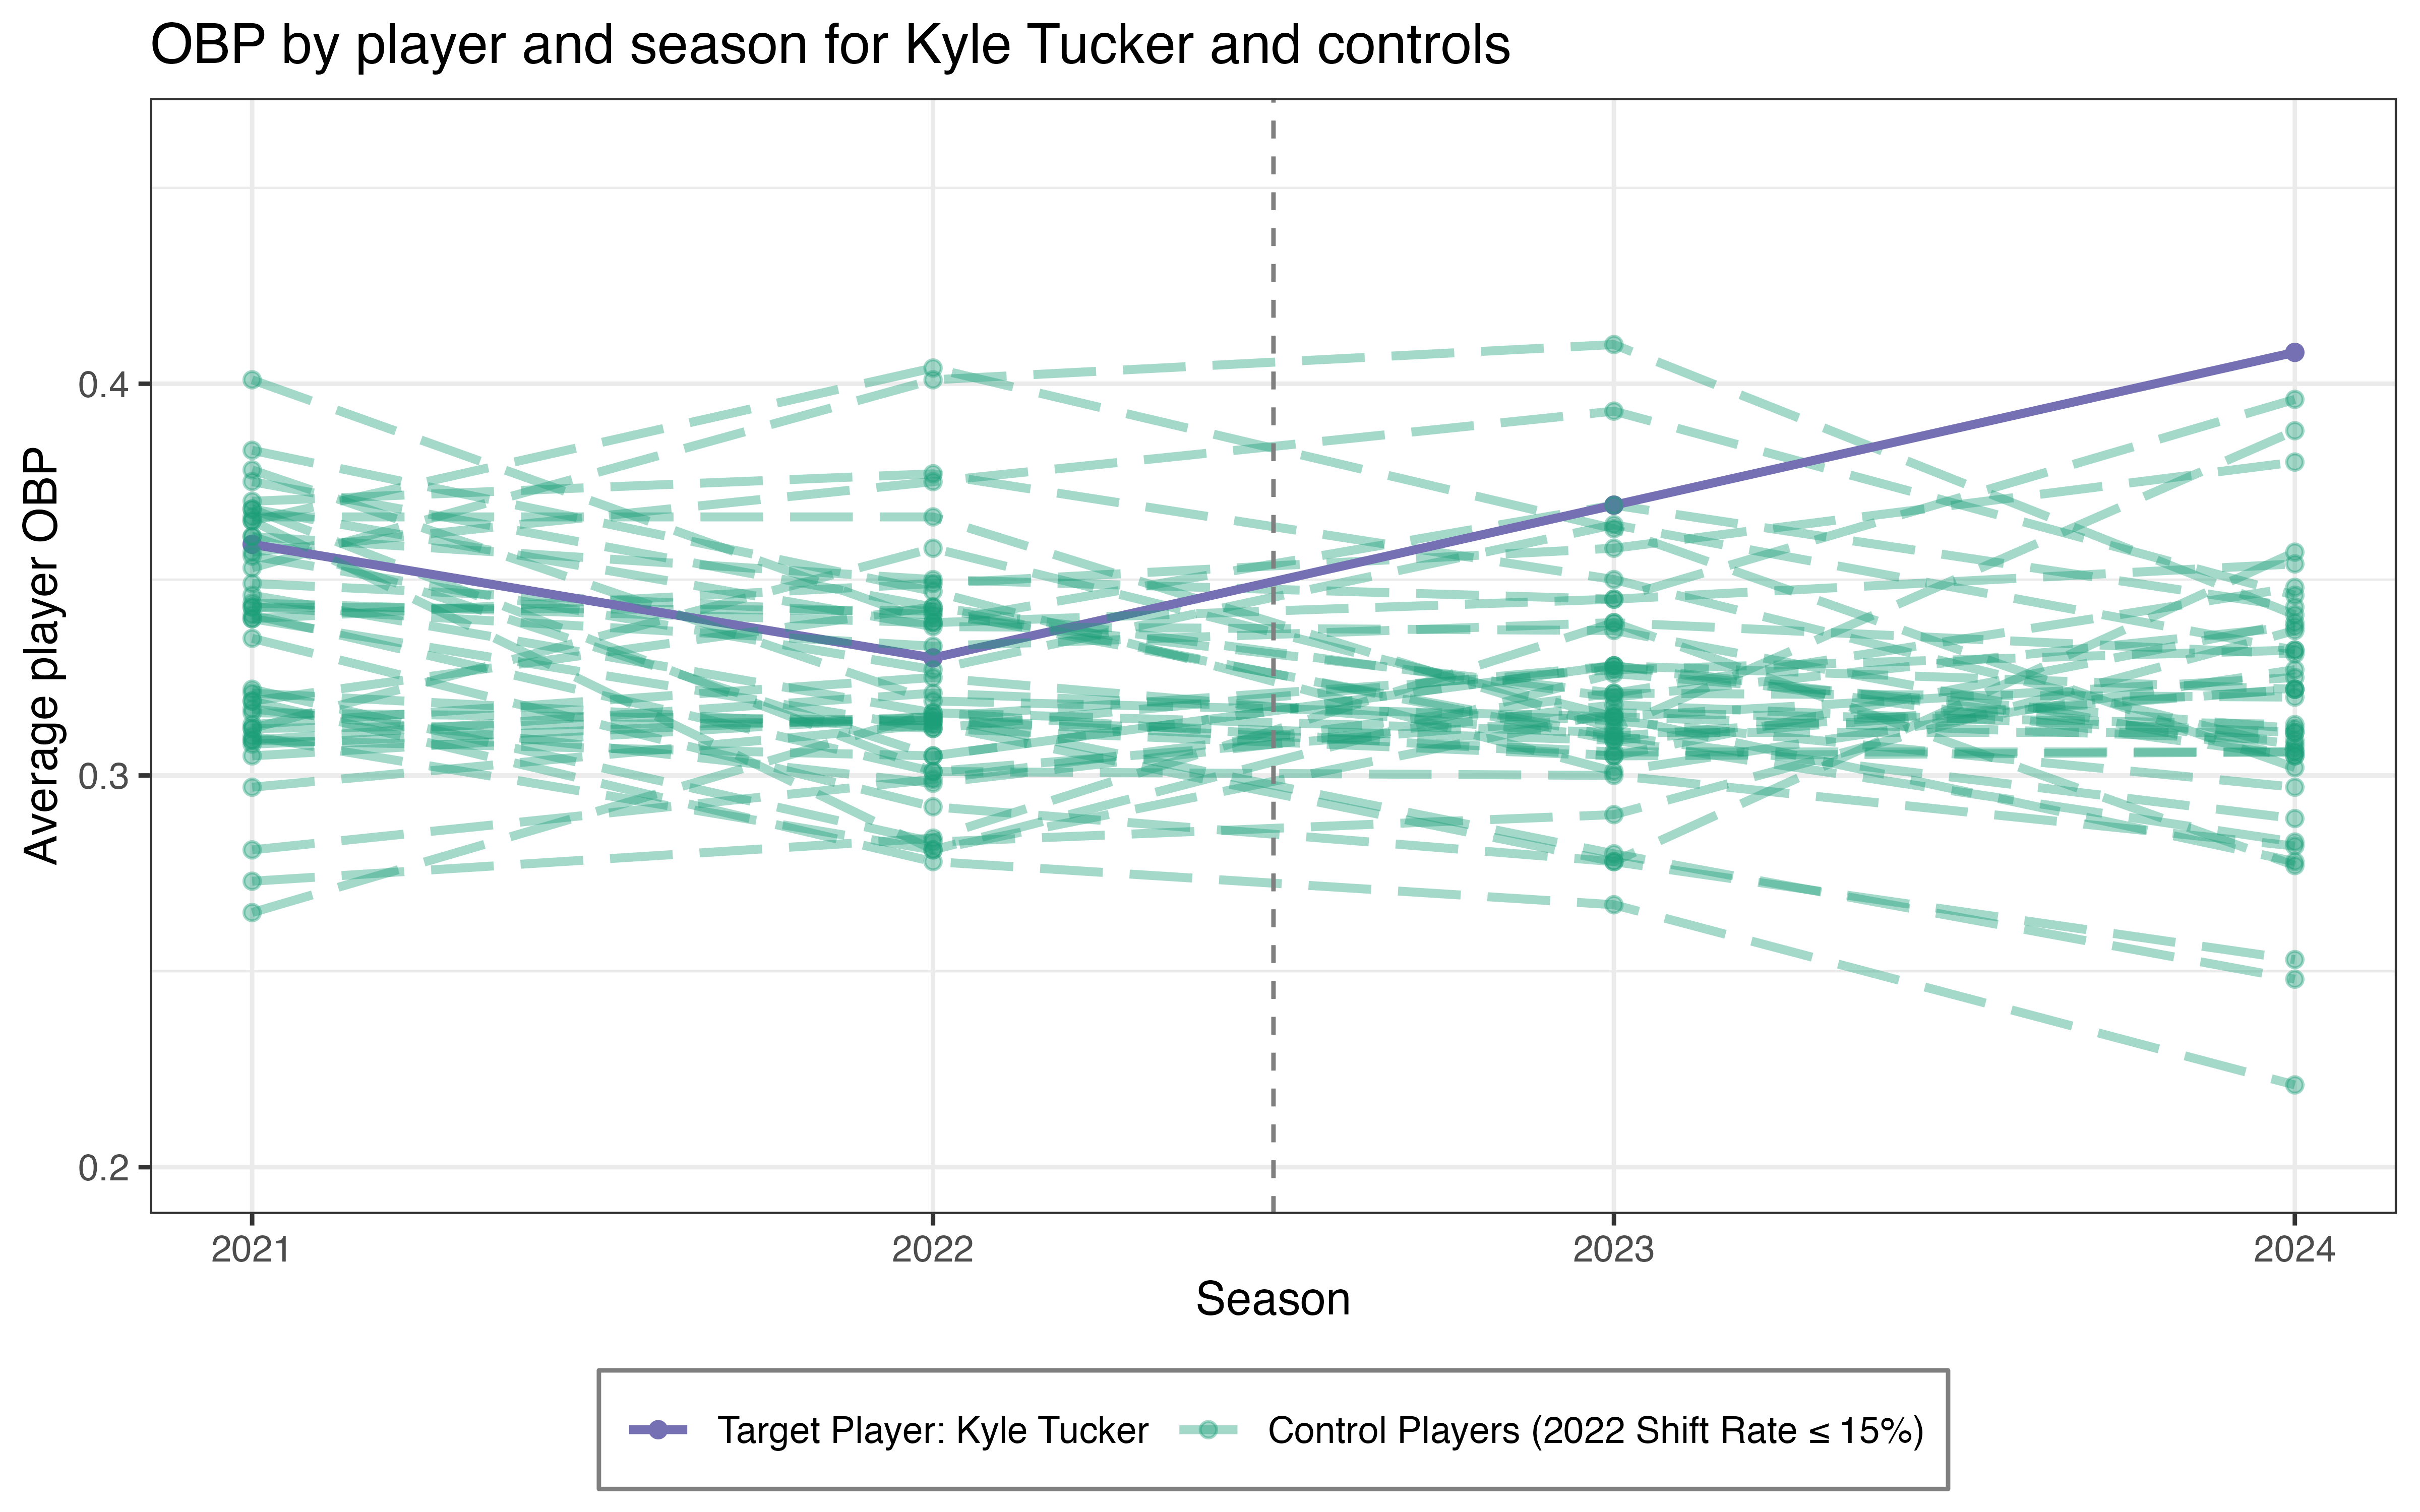 OBP by player and season for Kyle Tucker and controls
Average player OBP
0.4
0.3
0.2
2021
2022
2023
2024
Season
Target Player: Kyle Tucker
Control Players (2022 Shift Rate ≤ 15%)